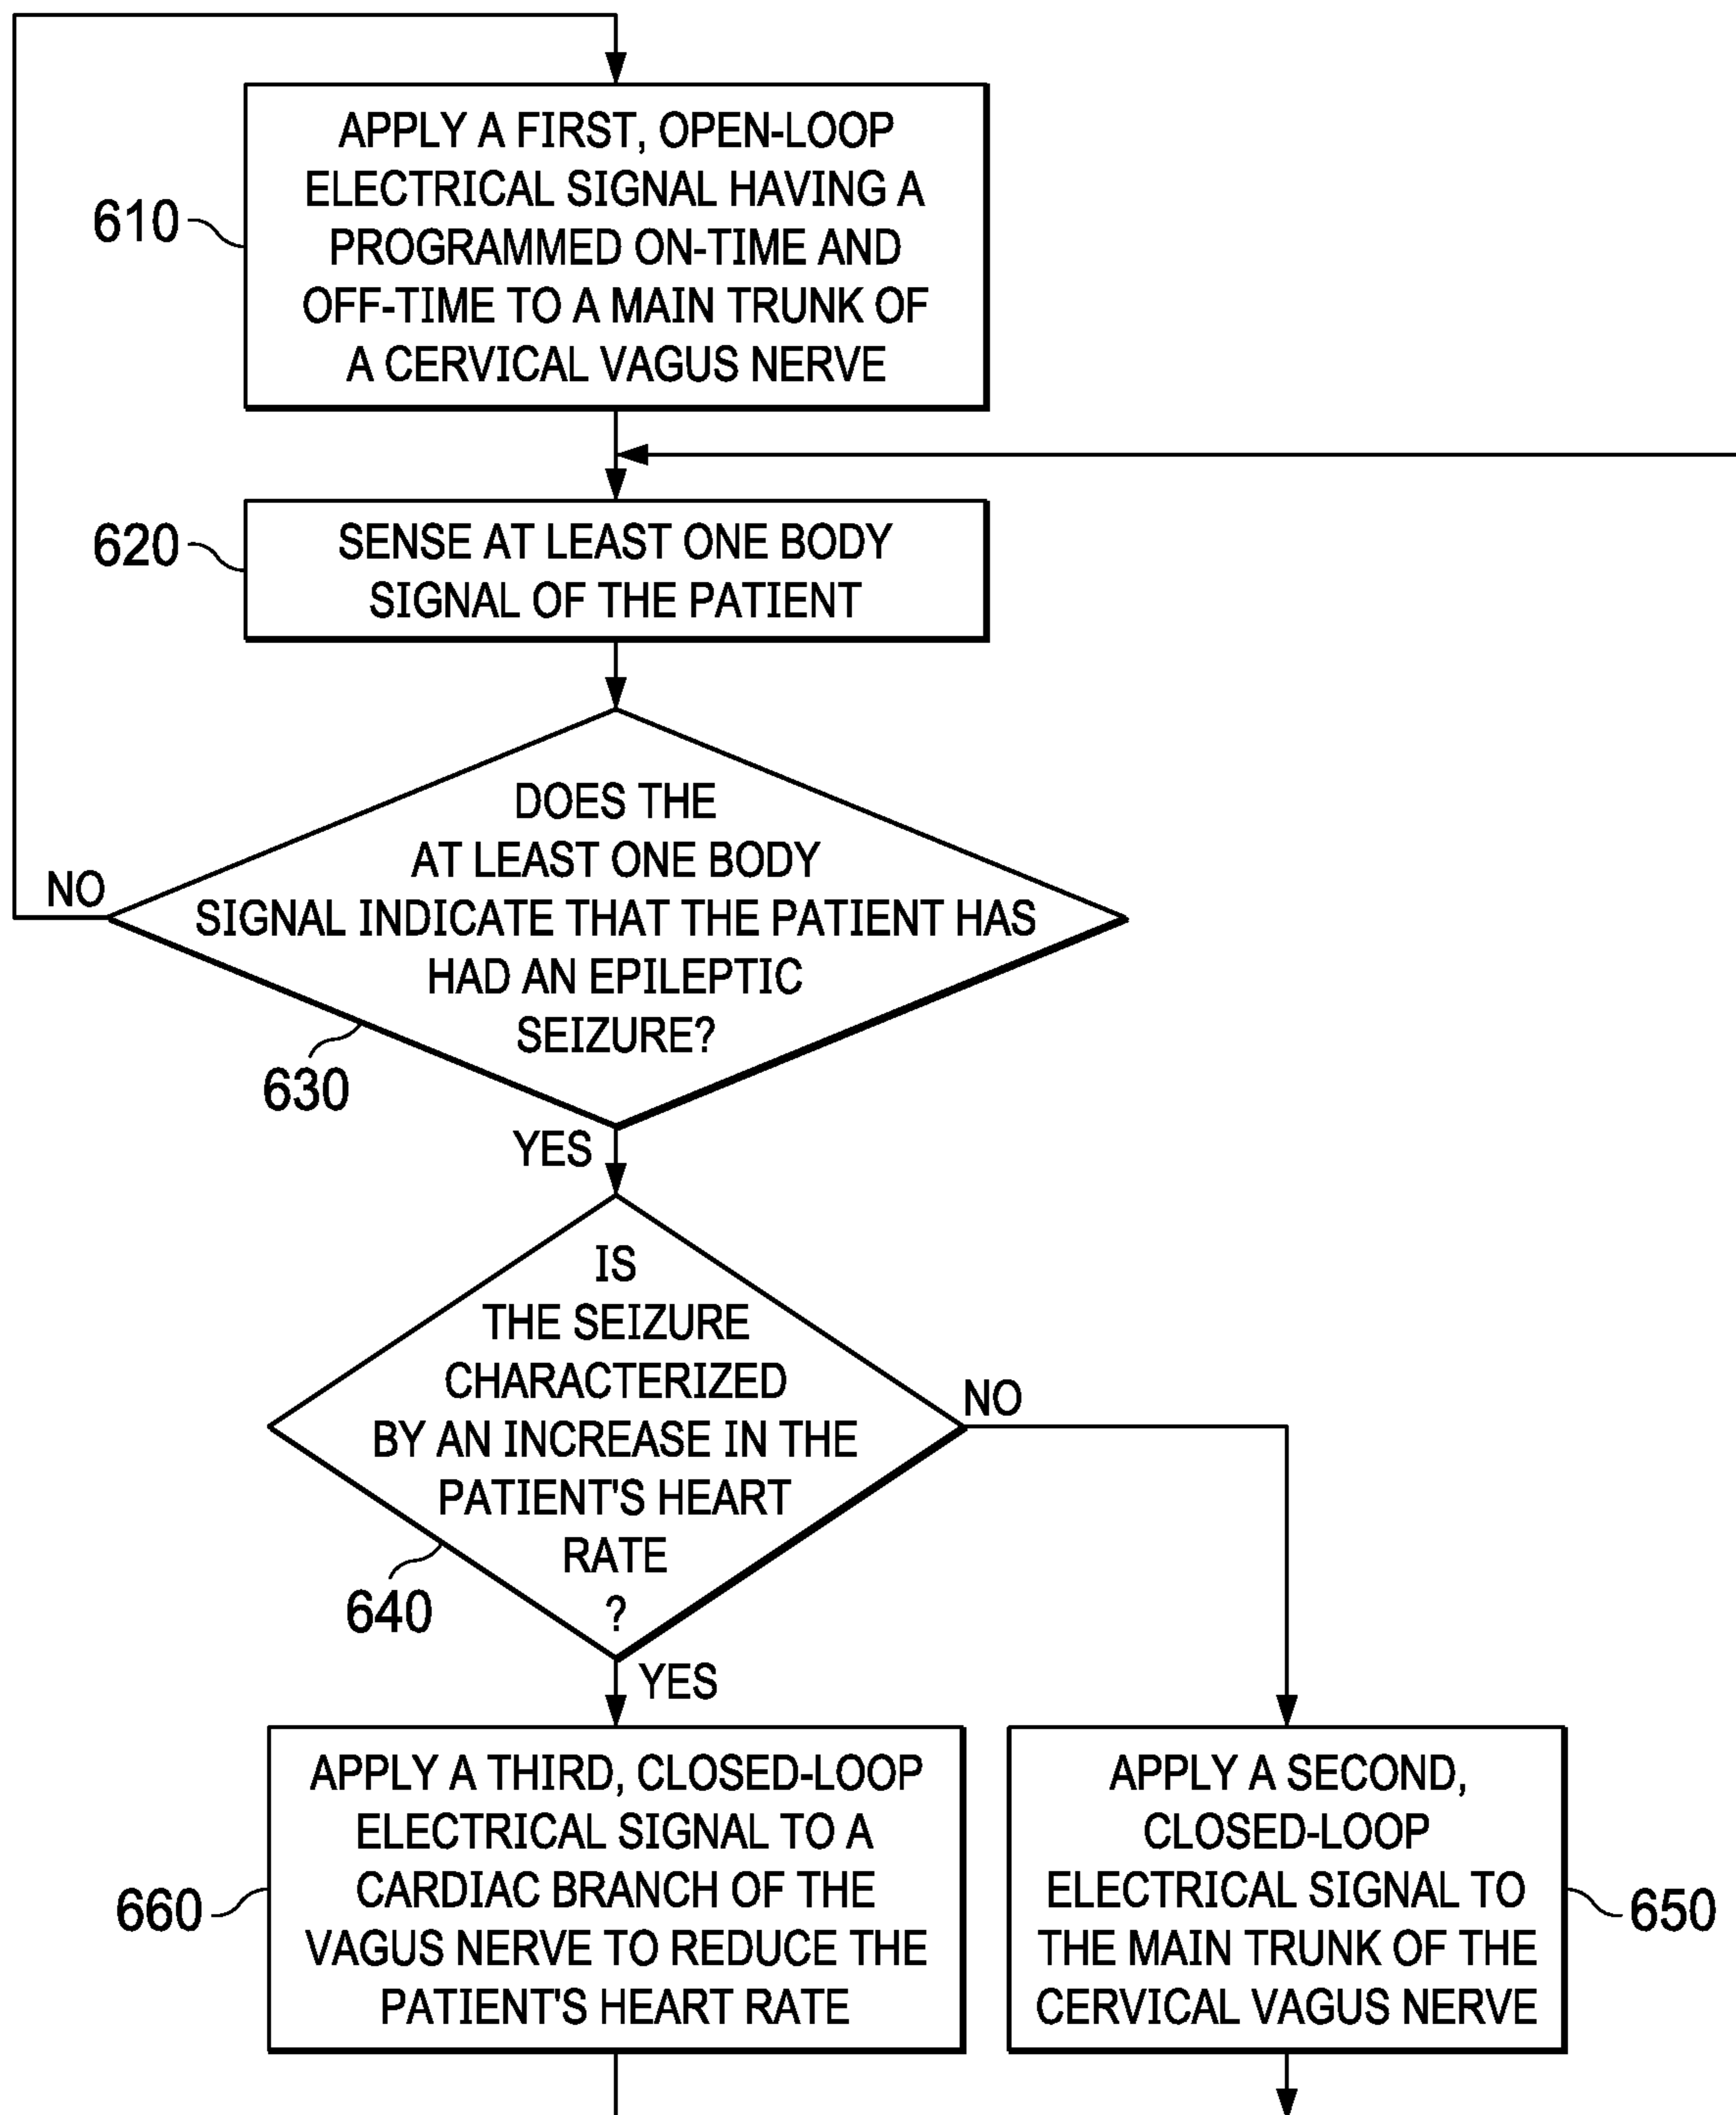 APPLY A FIRST, OPEN-LOOP
ELECTRICAL SIGNAL HAVING A
PROGRAMMED ON-TIME AND
OFF-TIME TO A MAIN TRUNK OF
A CERVICAL VAGUS NERVE
610
SENSE AT LEAST ONE BODY
SIGNAL OF THE PATIENT
620
DOES THE
AT LEAST ONE BODY
SIGNAL INDICATE THAT THE PATIENT HAS
HAD AN EPILEPTIC
SEIZURE?
NO
630
YES
IS
THE SEIZURE
CHARACTERIZED
BY AN INCREASE IN THE
PATIENT'S HEART
RATE
?
NO
640
YES
APPLY A THIRD, CLOSED-LOOP
ELECTRICAL SIGNAL TO A
CARDIAC BRANCH OF THE
VAGUS NERVE TO REDUCE THE
PATIENT'S HEART RATE
660
APPLY A SECOND,
CLOSED-LOOP
ELECTRICAL SIGNAL TO
THE MAIN TRUNK OF THE
CERVICAL VAGUS NERVE
650